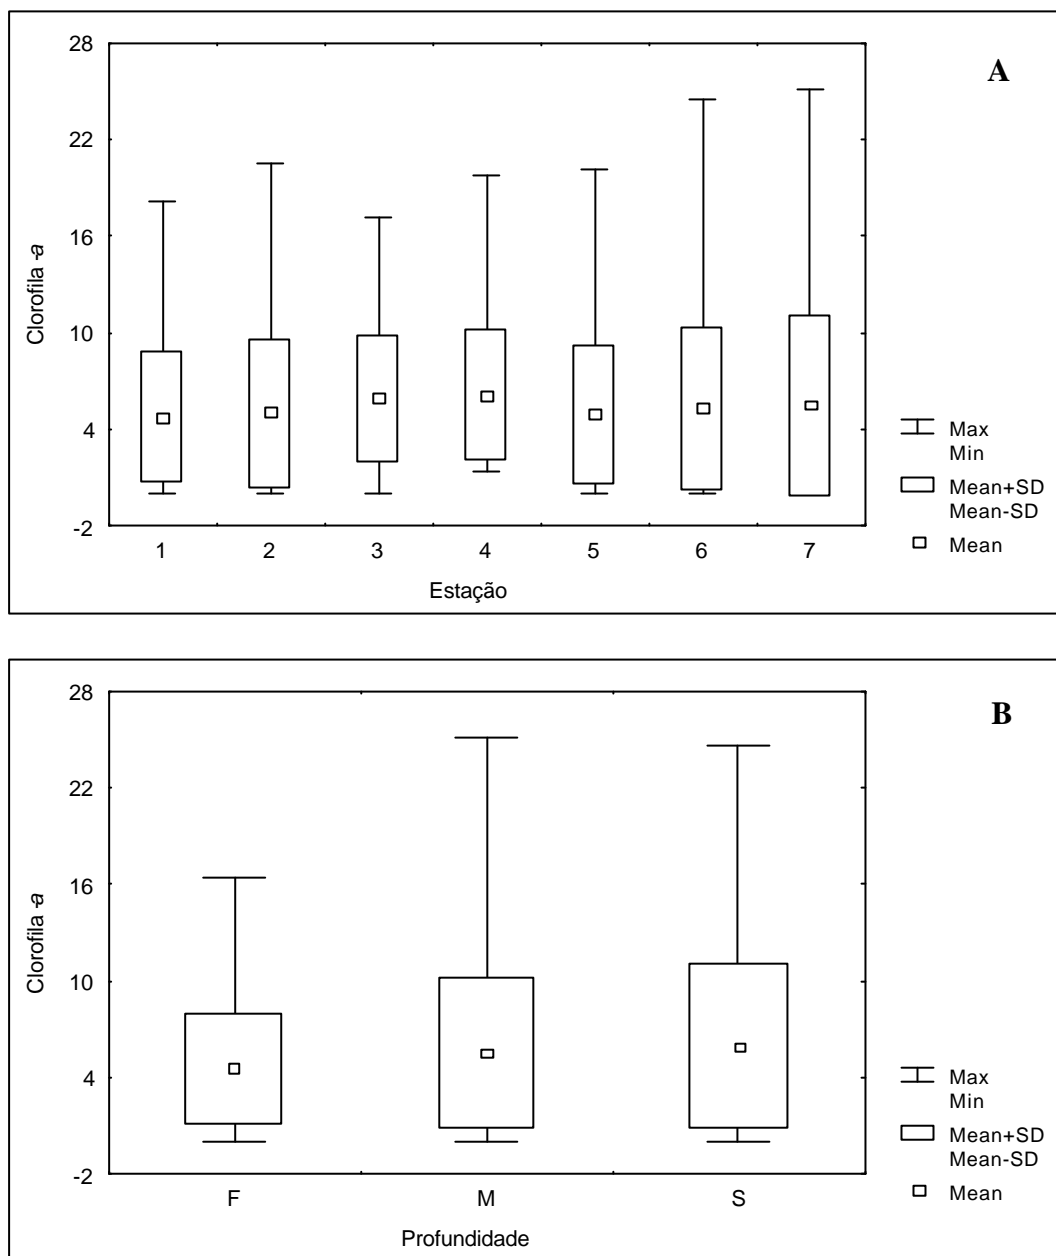 A
28
22
16
10
4
-2
Clorofila -a
1 2 3 4 5 6 7
Estação
Max
Min
Mean+SD
Mean-SD
Mean
B
28
22
16
10
4
-2
Clorofila -a
F M S
Profundidade
Max
Min
Mean+SD
Mean-SD
Mean